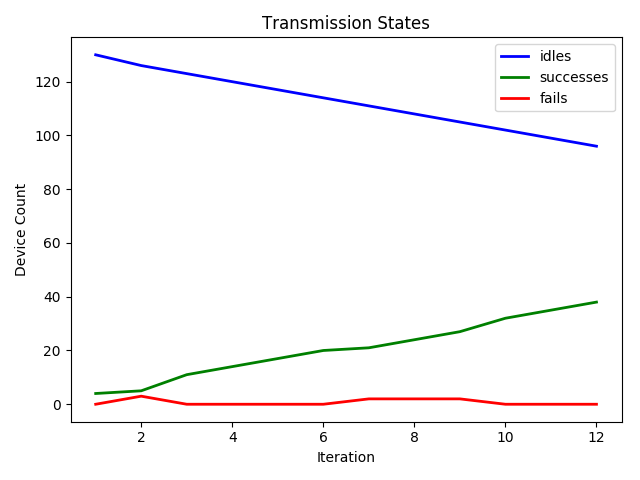 Transmission States
idles
successes
fails
Device Count
120
100
80
60
40
20
0
2 4 6 8 10 12
Iteration